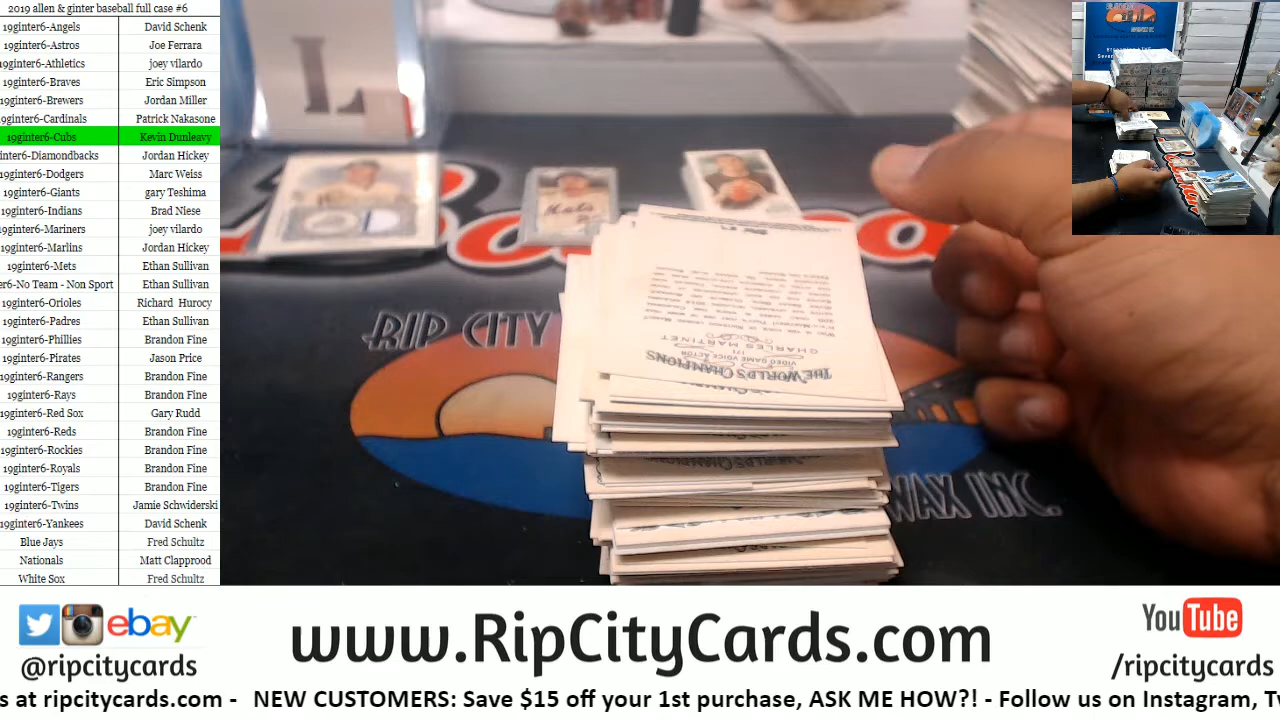 2019 allen & ginter baseball full case #6
19ginter6-Angels David Schenk
19ginter6-Astros Joe Ferrara
19ginter6-Athletics joey vilardo
19ginter6-Braves Eric Simpson
19ginter6-Brewers Jordan Miller
19ginter6-Cardinals Patrick Nakasone
19ginter6-Cubs Kevin Dunleavy
inter6-Diamondbacks Jordan Hickey
19ginter6-Dodgers Marc Weiss
19ginter6-Giants gary Teshima
19ginter6-Indians Brad Niese
19ginter6-Mariners joey vilardo
19ginter6-Marlins Jordan Hickey
19ginter6-Mets Ethan Sullivan
er6-No Team - Non Sport Ethan Sullivan
19ginter6-Orioles Richard Hurocy
19ginter6-Padres Ethan Sullivan
19ginter6-Phillies Brandon Fine
19ginter6-Pirates Jason Price
19ginter6-Rangers Brandon Fine
19ginter6-Rays Brandon Fine
19ginter6-Red Sox Gary Rudd
19ginter6-Reds Brandon Fine
19ginter6-Rockies Brandon Fine
19ginter6-Royals Brandon Fine
19ginter6-Tigers Brandon Fine
19ginter6-Twins Jamie Schwiderski
19ginter6-Yankees David Schenk
Blue Jays Fred Schultz
Nationals Matt Clapprood
White Sox Fred Schultz
L
Mets
RIP CITY
WAX INC.
THE WORLD'S CHAMPIONS
VIDEO GAME VOICE ACTOR
171
CHARLES MARTINET
ebay
@ripcitycards
www.RipCityCards.com
YouTube
/ripcitycards
s at ripcitycards.com - NEW CUSTOMERS: Save $15 off your 1st purchase, ASK ME HOW?! - Follow us on Instagram, Tw